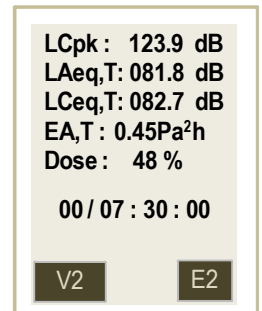 LCpk : 123.9 dB
LAeq,T: 081.8 dB
LCeq,T: 082.7 dB
EA,T : 0.45Pa²h
Dose : 48 %
00 / 07 : 30 : 00
V2 E2